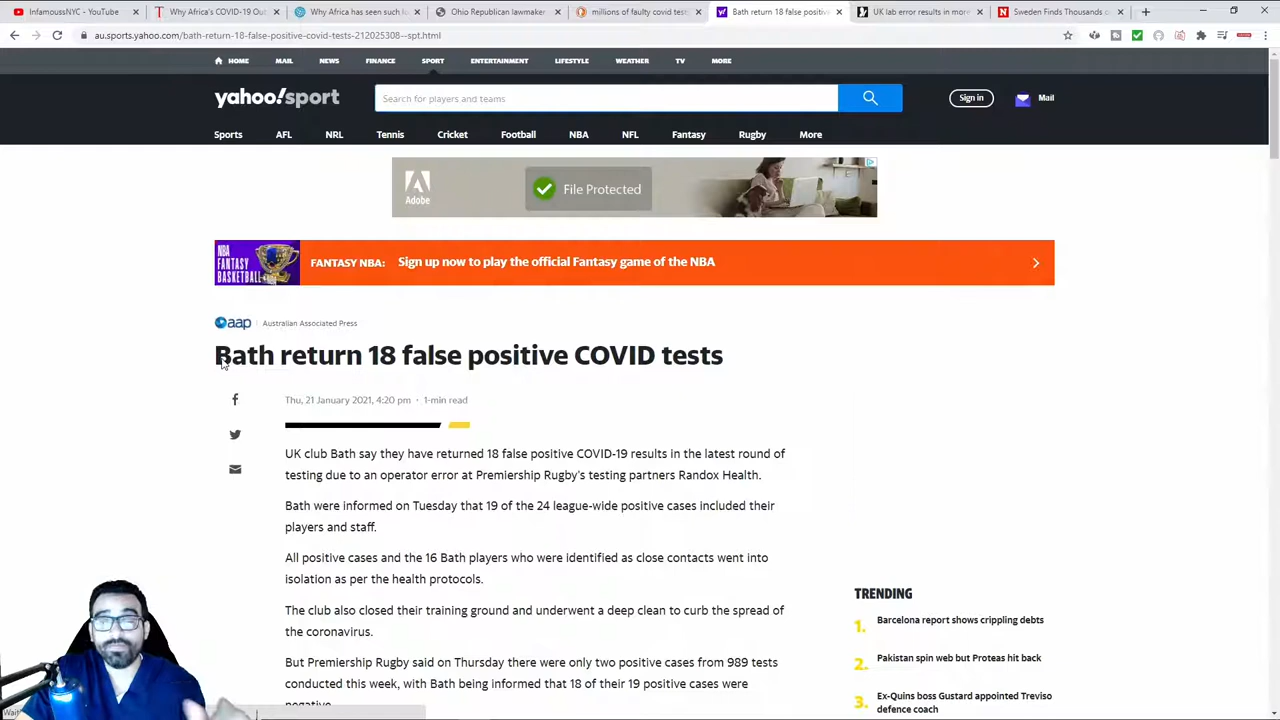 InfamousNYC - YouTube
Why Africa's COVID-19 Out
Why Africa has seen such lo
Ohio Republican lawmaker
millions of faulty covid tests
Bath return 18 false positive
UK lab error results in more
Sweden Finds Thousands
au.sports.yahoo.com/bath-return-18-false-positive-covid-tests-212025308--spt.html
HOME
MAIL
NEWS
FINANCE
SPORT
ENTERTAINMENT
LIFESTYLE
WEATHER
TV
MORE
yahoo!sport
Search for players and teams
Sign in
Mail
Sports
AFL
NRL
Tennis
Cricket
Football
NBA
NFL
Fantasy
Rugby
More
Adobe
File Protected
NBA FANTASY BASKETBALL
FANTASY NBA: Sign up now to play the official Fantasy game of the NBA
aap
Australian Associated Press
Bath return 18 false positive COVID tests
Thu, 21 January 2021, 4:20 pm · 1-min read
UK club Bath say they have returned 18 false positive COVID-19 results in the latest round of
testing due to an operator error at Premiership Rugby's testing partners Randox Health.
Bath were informed on Tuesday that 19 of the 24 league-wide positive cases included their
players and staff.
All positive cases and the 16 Bath players who were identified as close contacts went into
isolation as per the health protocols.
The club also closed their training ground and underwent a deep clean to curb the spread of
the coronavirus.
But Premiership Rugby said on Thursday there were only two positive cases from 989 tests
conducted this week, with Bath being informed that 18 of their 19 positive cases were
negative.
TRENDING
1. Barcelona report shows crippling debts
2. Pakistan spin web but Proteas hit back
3. Ex-Quins boss Gustard appointed Treviso
defence coach